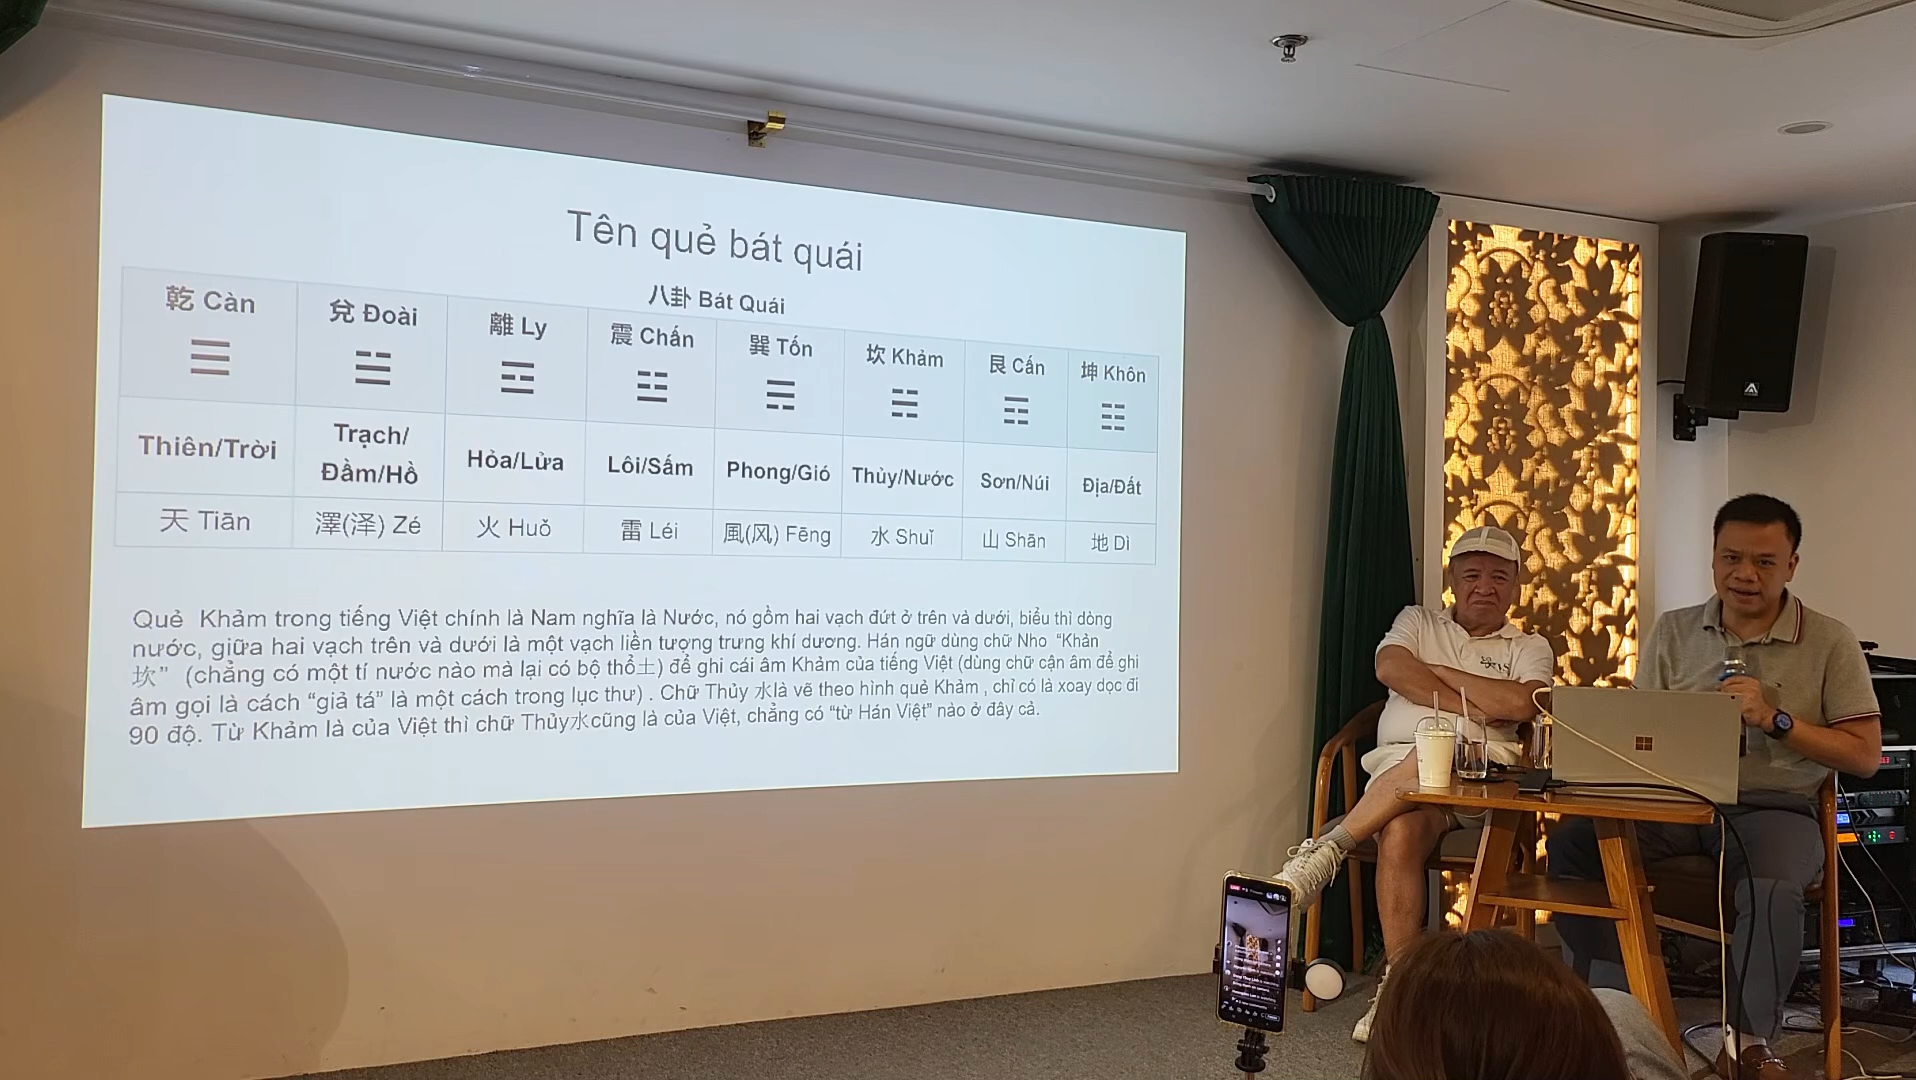 Tên quẻ bát quái
八卦 Bát Quái
乾 Càn 兌 Đoài 離 Ly 震 Chấn 巽 Tốn 坎 Khảm 艮 Cấn 坤 Khôn
☰ ☱ ☲ ☳ ☴ ☵ ☶ ☷
Thiên/Trời Trạch/ Đầm/Hồ Hỏa/Lửa Lôi/Sấm Phong/Gió Thủy/Nước Sơn/Núi Địa/Đất
天 Tiān 澤(泽) Zé 火 Huǒ 雷 Léi 風(风) Fēng 水 Shuǐ 山 Shān 地 Dì
Quẻ Khảm trong tiếng Việt chính là Nam nghĩa là Nước, nó gồm hai vạch đứt ở trên và dưới, biểu thì dòng
nước, giữa hai vạch trên và dưới là một vạch liền tượng trưng khí dương. Hán ngữ dùng chữ Nho “Khản
坎” (chẳng có một tí nước nào mà lại có bộ thổ土) để ghi cái âm Khảm của tiếng Việt (dùng chữ cận âm để ghi
âm gọi là cách “giả tá” là một cách trong lục thư) . Chữ Thủy 水là vẽ theo hình quẻ Khảm , chỉ có là xoay dọc đi
90 độ. Từ Khảm là của Việt thì chữ Thủy水cũng là của Việt, chẳng có “từ Hán Việt” nào ở đây cả.